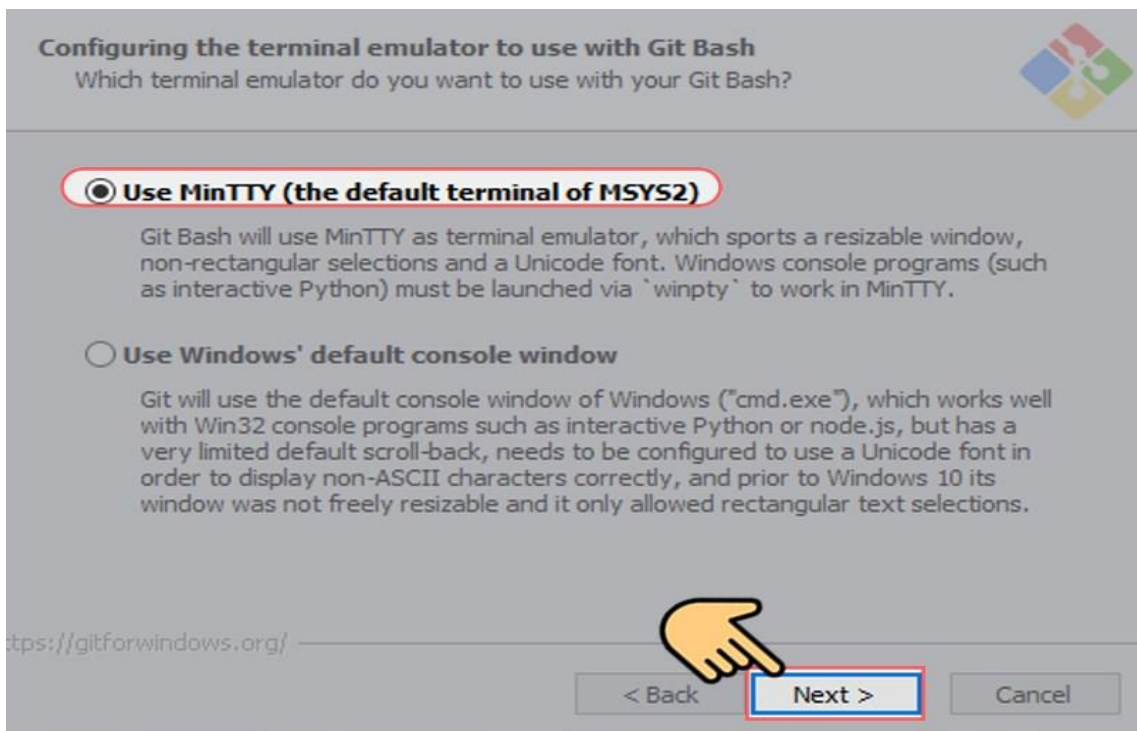 Configuring the terminal emulator to use with Git Bash
Which terminal emulator do you want to use with your Git Bash?
Use MinTTY (the default terminal of MSYS2)
Git Bash will use MinTTY as terminal emulator, which sports a resizable window,
non-rectangular selections and a Unicode font. Windows console programs (such
as interactive Python) must be launched via `winpty` to work in MinTTY.
Use Windows' default console window
Git will use the default console window of Windows ("cmd.exe"), which works well
with Win32 console programs such as interactive Python or node.js, but has a
very limited default scroll-back, needs to be configured to use a Unicode font in
order to display non-ASCII characters correctly, and prior to Windows 10 its
window was not freely resizable and it only allowed rectangular text selections.
ttps://gitforwindows.org/
< Back
Next >
Cancel